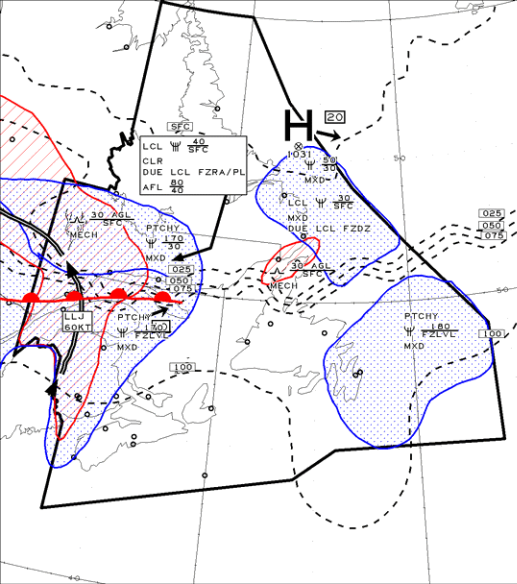 H
20
1031
SFC
LCL 40
SFC
CLR
DUE LCL FZRA/PL
AFL 80
40
50
30
MXD
LCL 30
SFC
MXD
DUE LCL FZDZ
50
30 AGL
SFC
MECH
PTCHY
170
30
MXD
025
050
075
025
050
075
30 AGL
SFC
MECH
50
LLJ
60KT
PTCHY
FZLVL
MXD
30
PTCHY
180
FZLVL
MXD
100
100
40